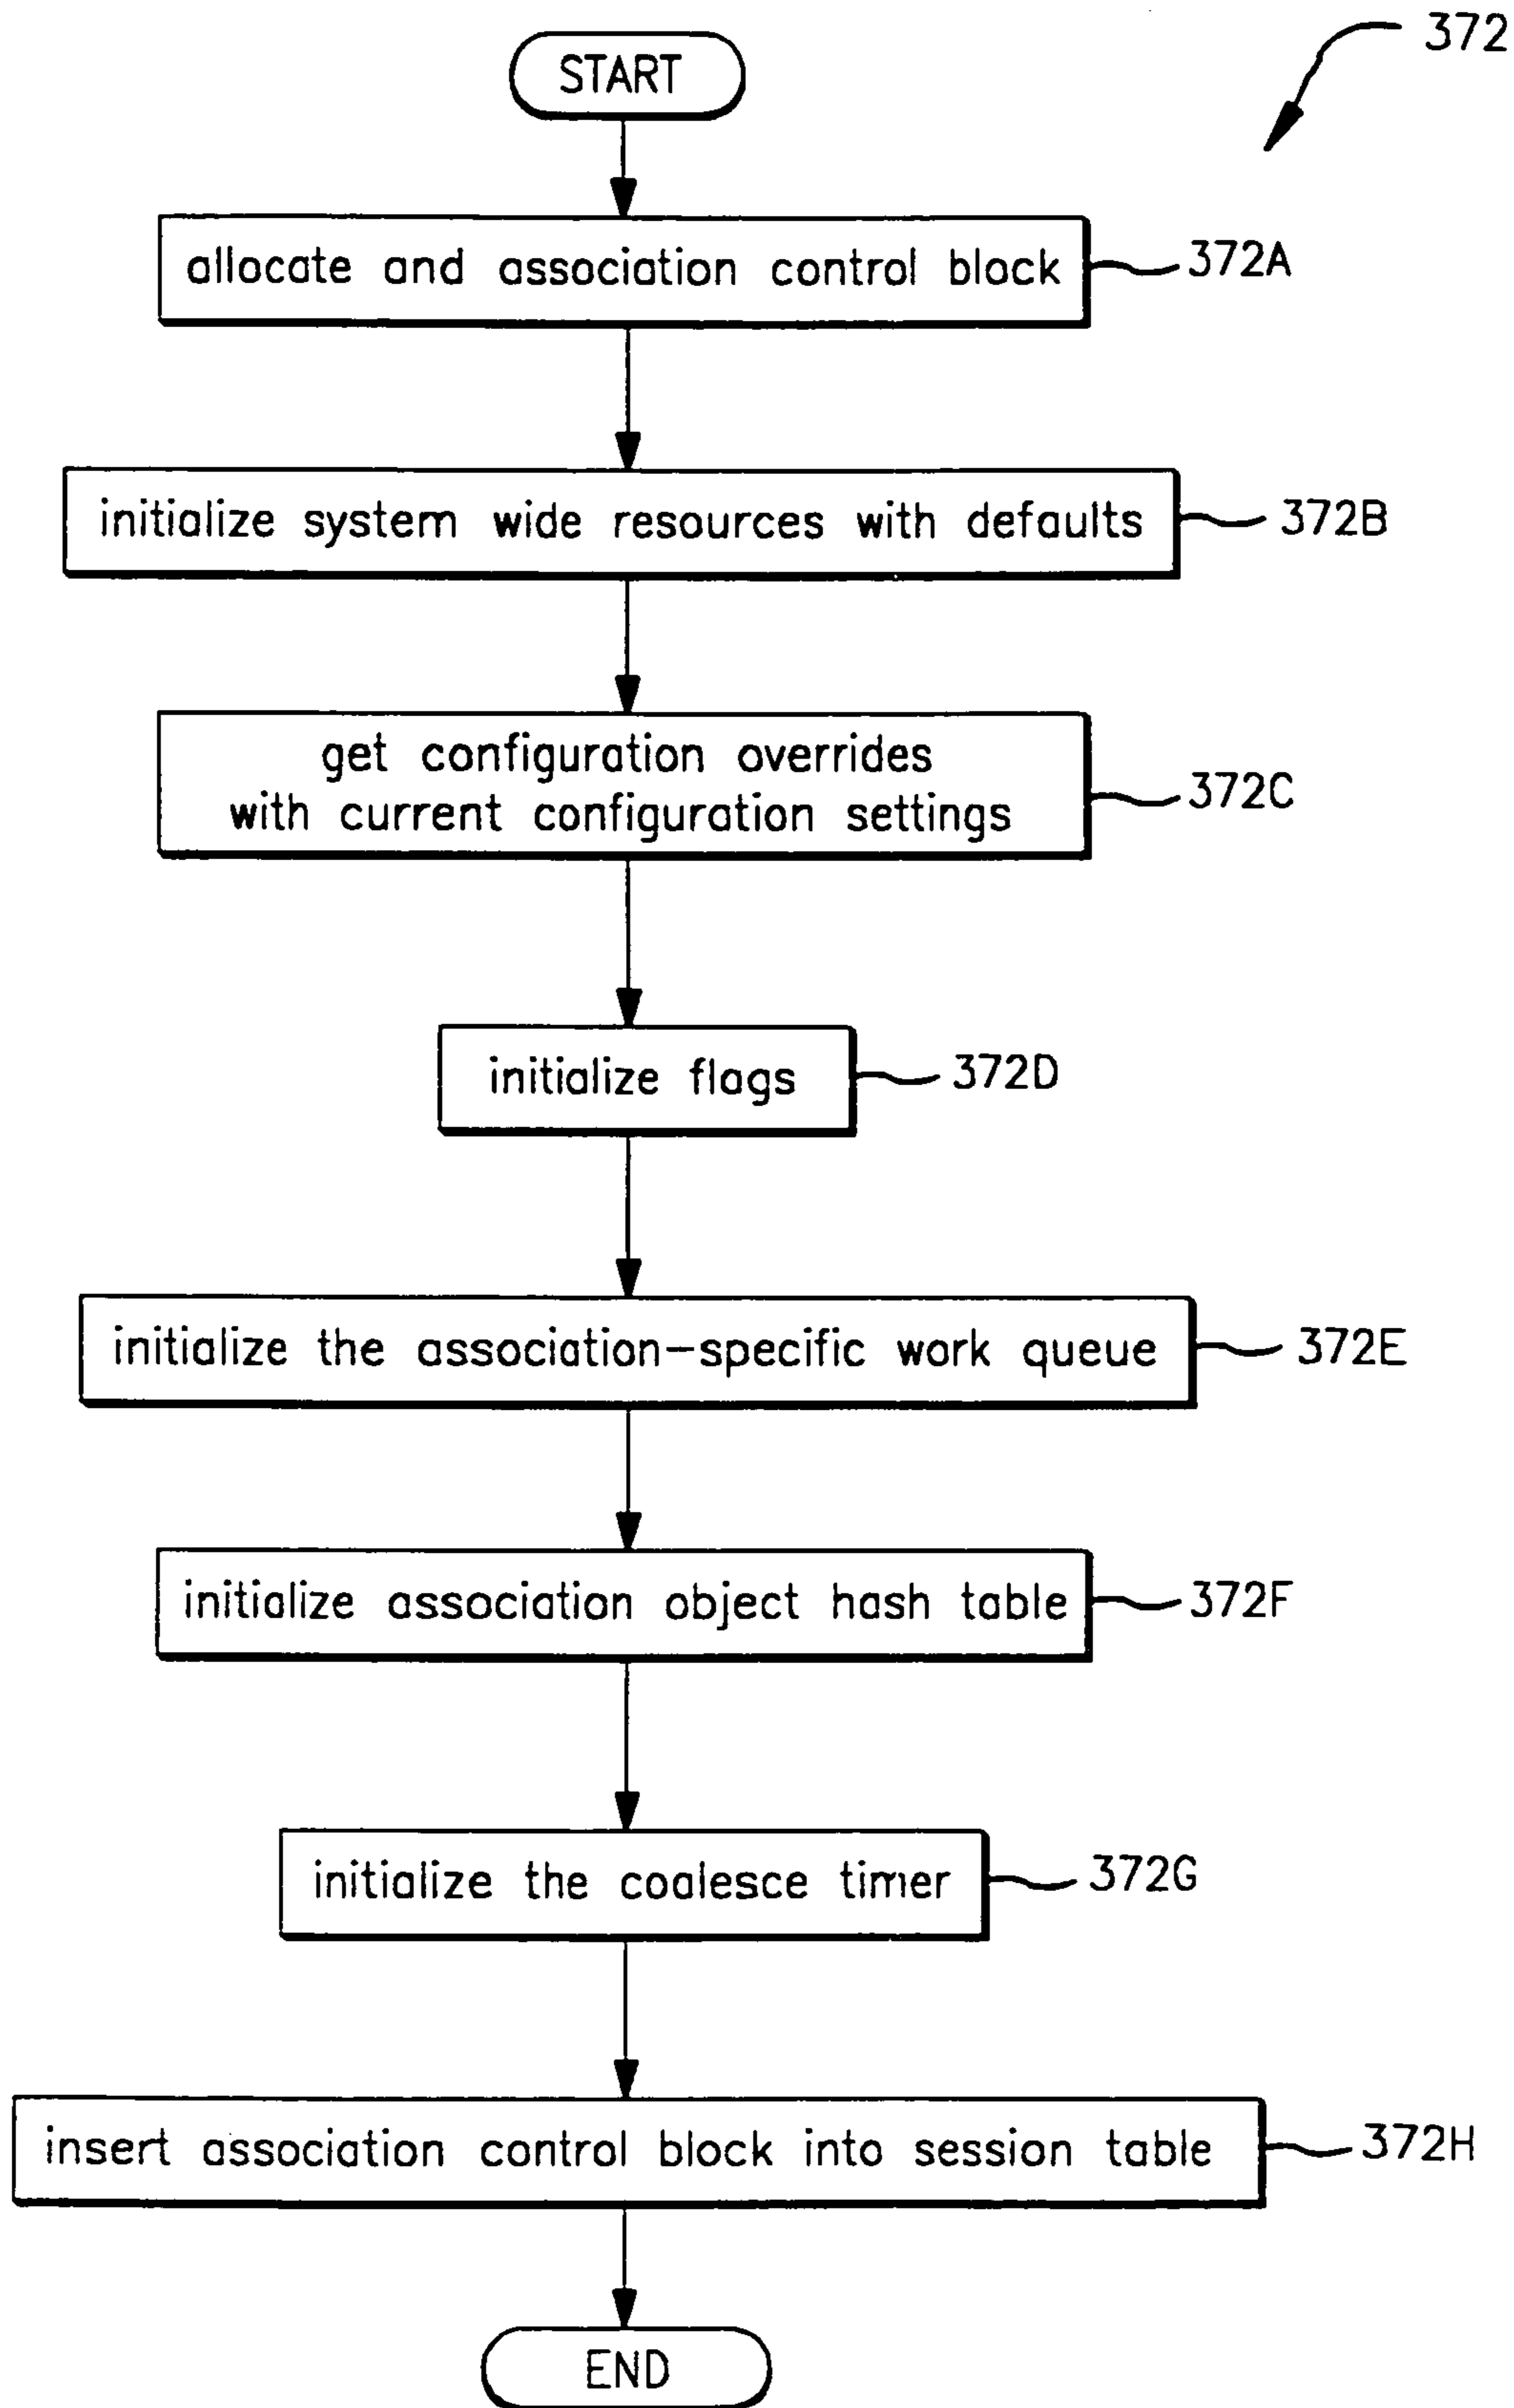 372
START
allocate and association control block
372A
initialize system wide resources with defaults
372B
get configuration overrides
with current configuration settings
372C
initialize flags
372D
initialize the association-specific work queue
372E
initialize association object hash table
372F
initialize the coalesce timer
372G
insert association control block into session table
372H
END